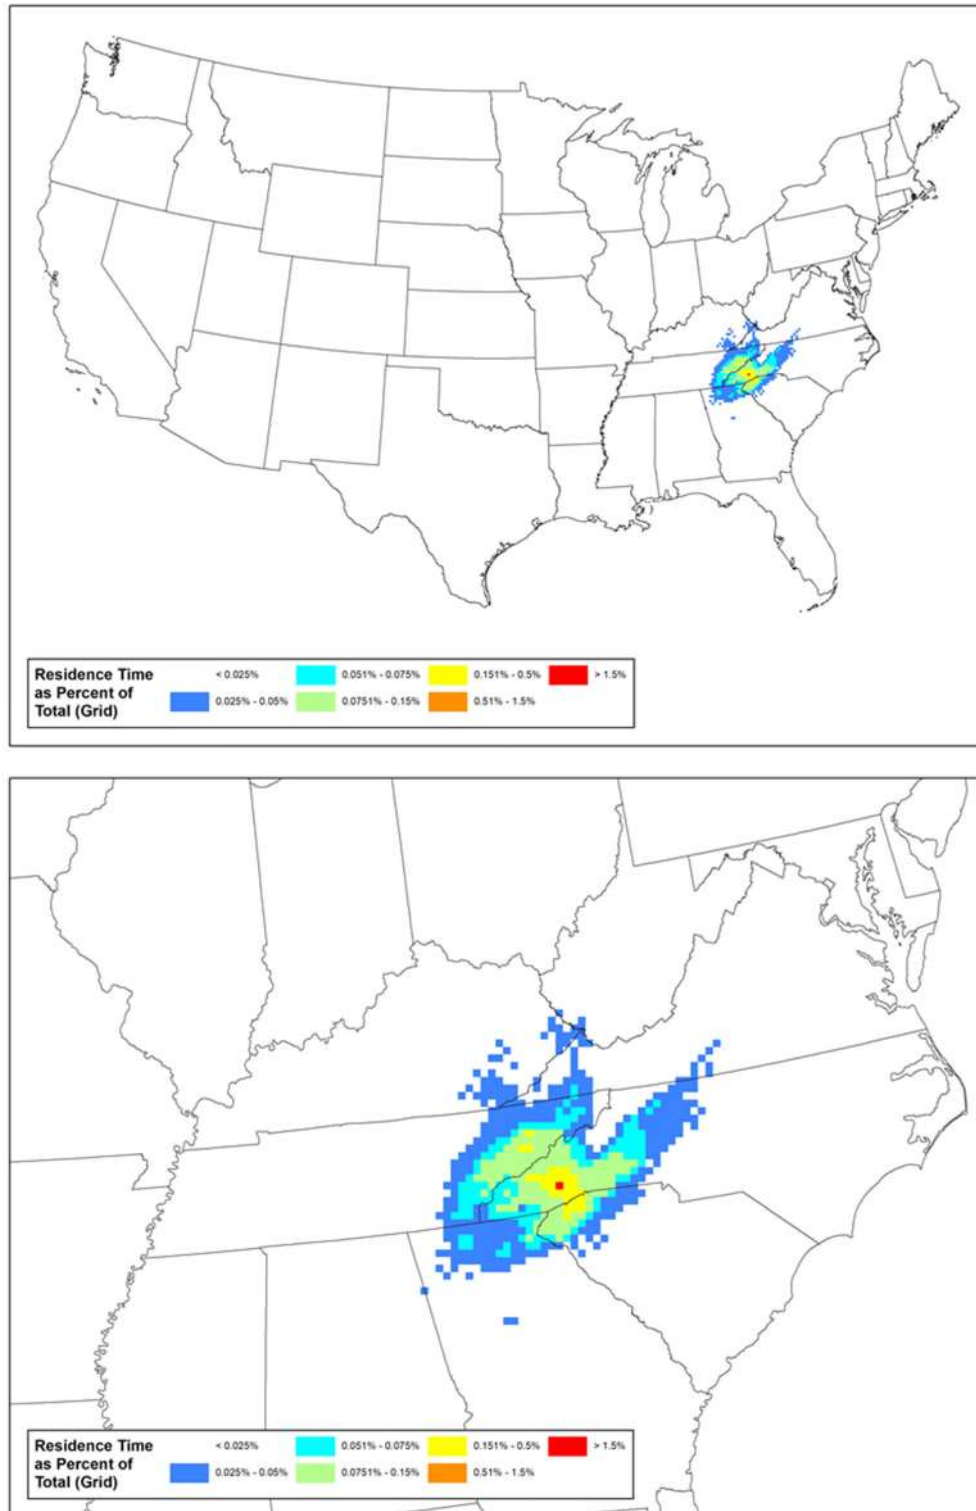 Residence Time
as Percent of
Total (Grid)
< 0.025%
0.051% - 0.075%
0.151% - 0.5%
> 1.5%
0.025% - 0.05%
0.0751% - 0.15%
0.51% - 1.5%
Residence Time
as Percent of
Total (Grid)
< 0.025%
0.051% - 0.075%
0.151% - 0.5%
> 1.5%
0.025% - 0.05%
0.0751% - 0.15%
0.51% - 1.5%